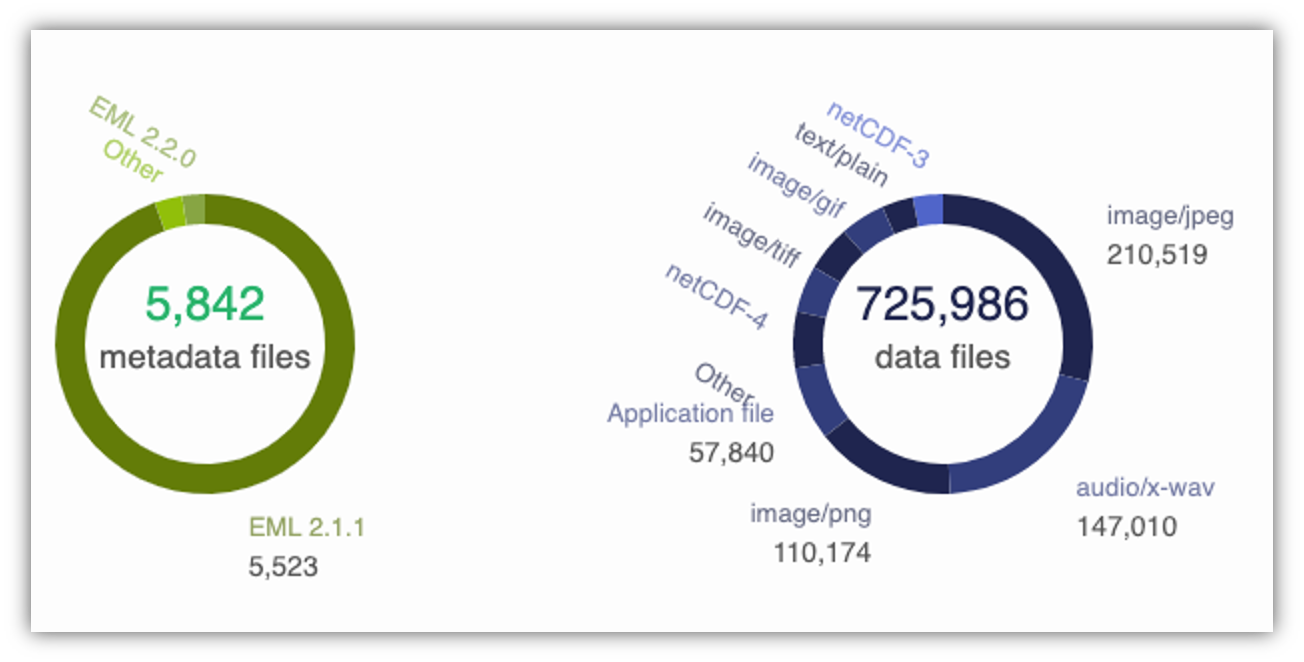 EML 2.2.0
Other
5,842
metadata files
EML 2.1.1
5,523
netCDF-3
text/plain
image/gif
image/tiff
netCDF-4
Other
Application file
57,840
image/png
110,174
725,986
data files
image/jpeg
210,519
audio/x-wav
147,010